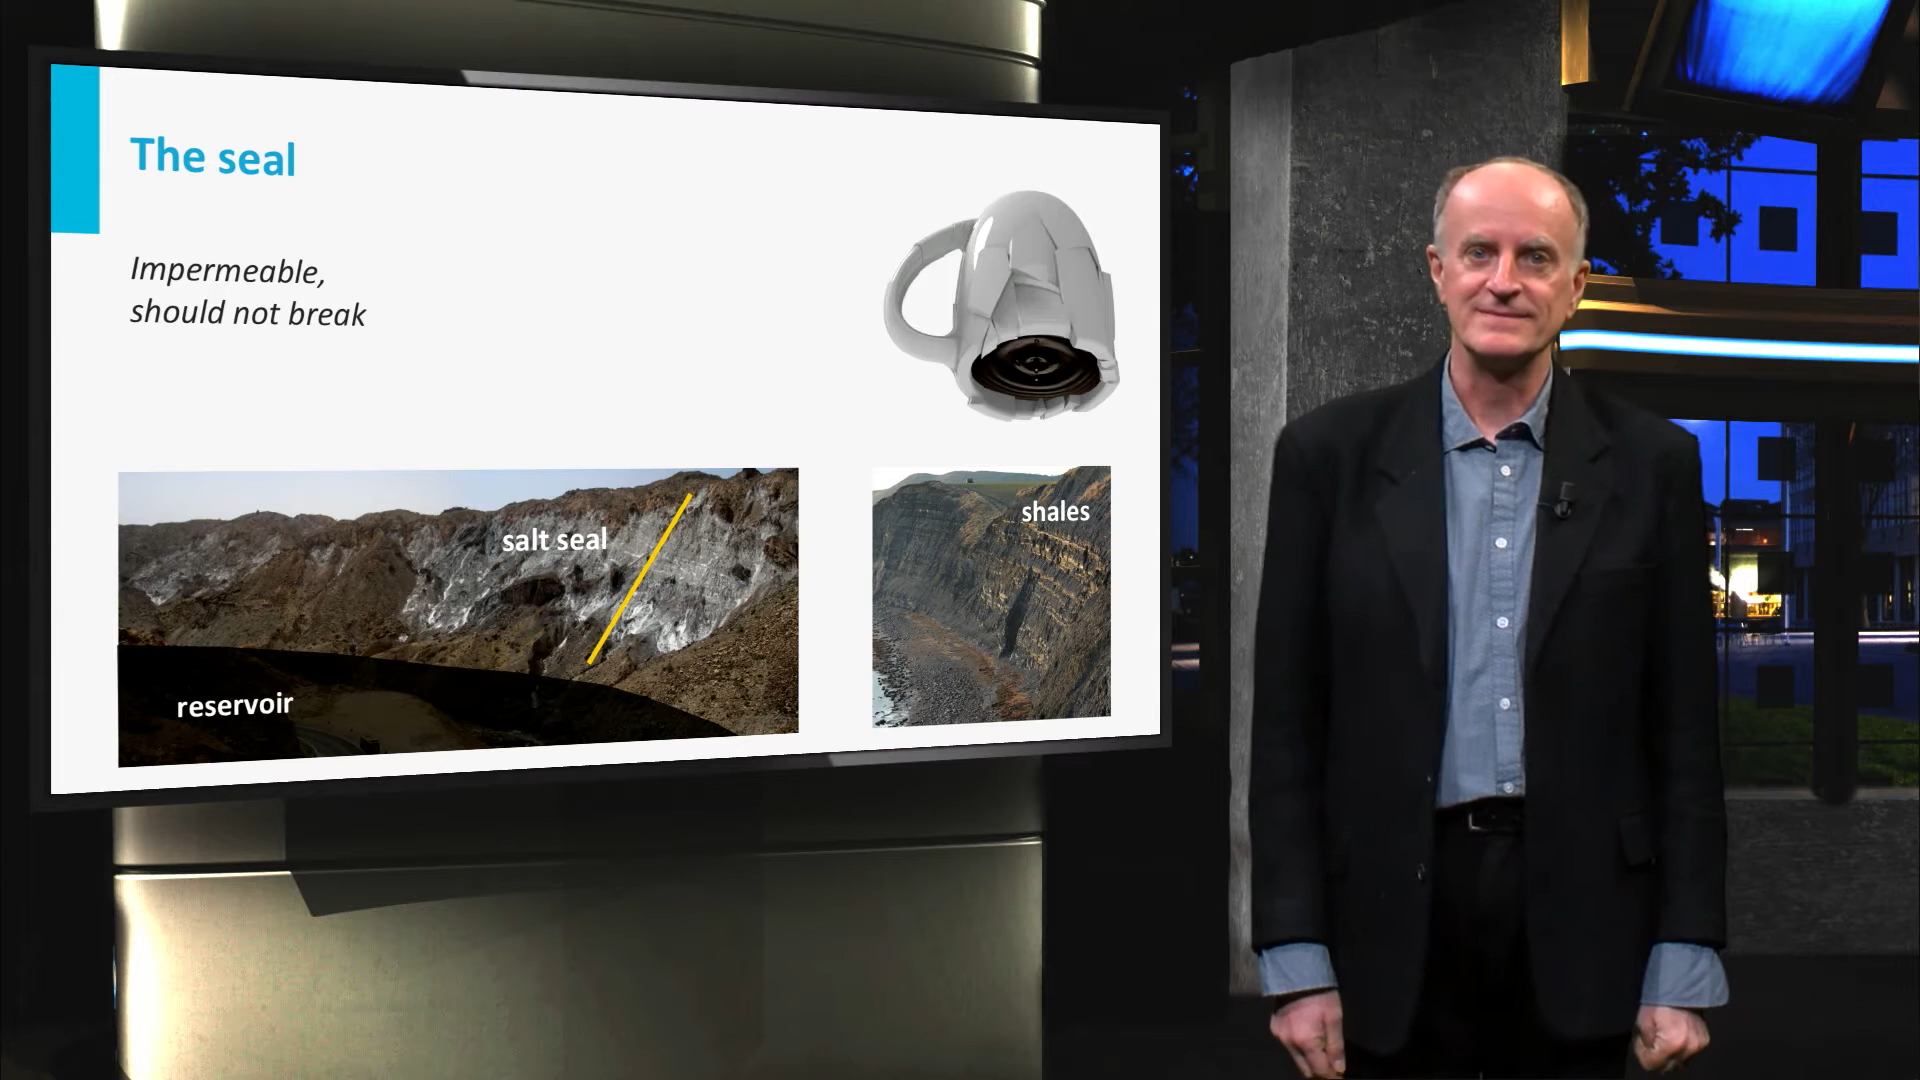 The seal
Impermeable,
should not break
salt seal
shales
reservoir